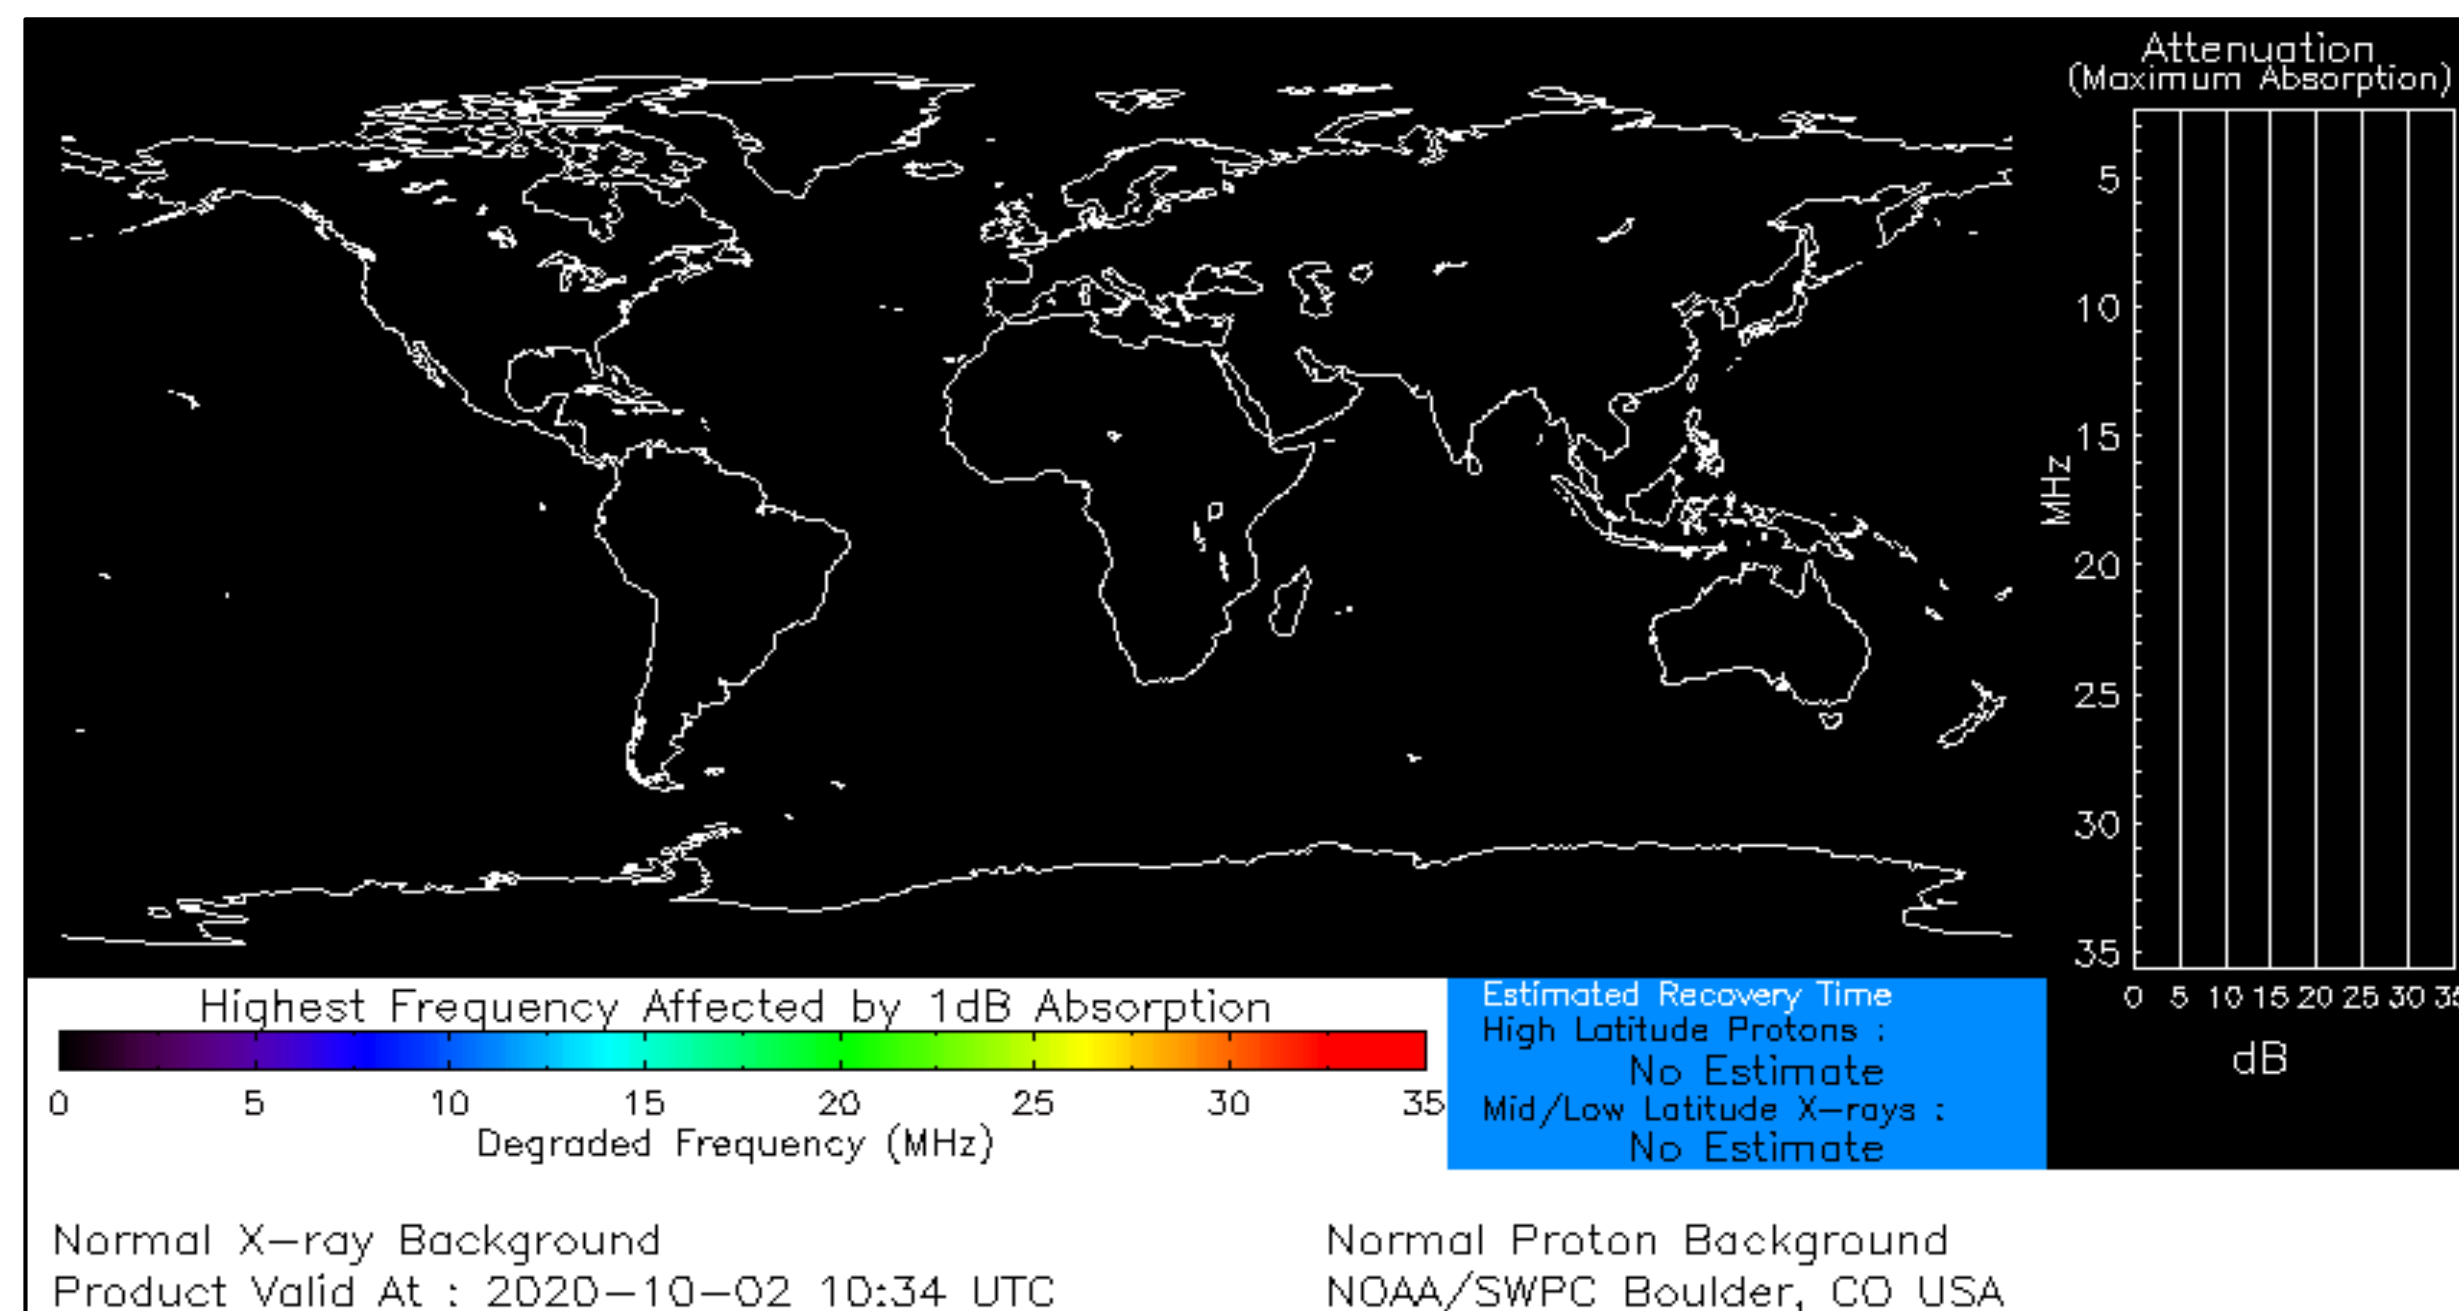 Attenuation
(Maximum Absorption)
5
10
15
20
25
30
35
MHz
0 5 10 15 20 25 30
dB
Highest Frequency Affected by 1dB Absorption
0 5 10 15 20 25 30 35
Degraded Frequency (MHz)
Estimated Recovery Time
High Latitude Protons :
No Estimate
Mid/Low Latitude X-rays :
No Estimate
Normal X-ray Background
Normal Proton Background
Product Valid At : 2020-10-02 10:34 UTC
NOAA/SWPC Boulder, CO USA